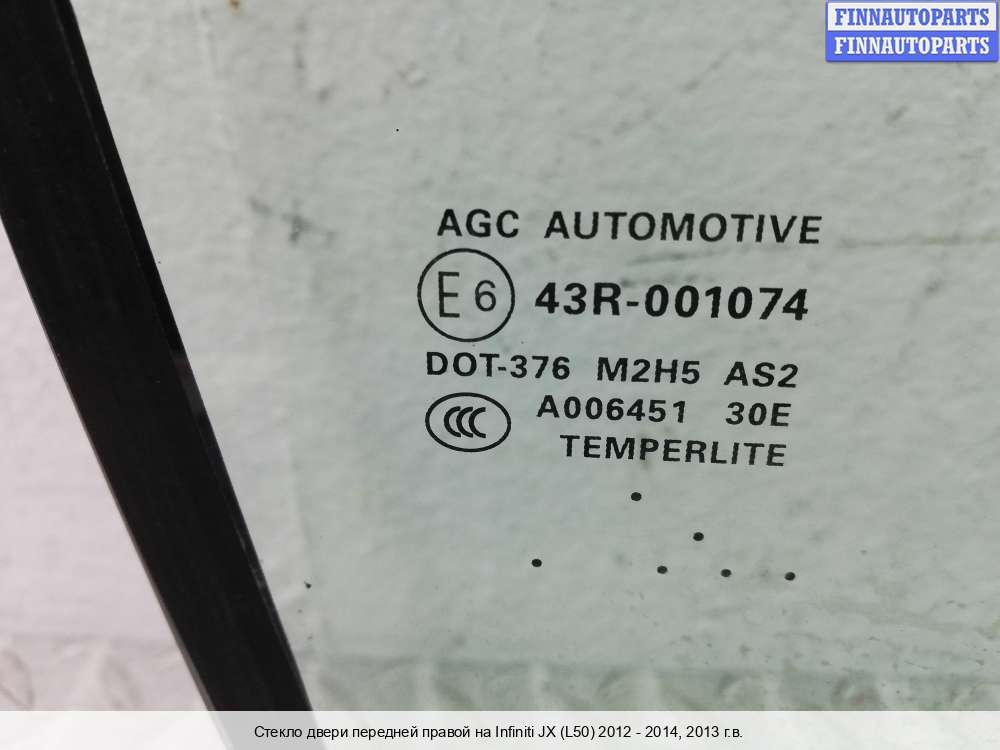 FINNAUTOPARTS
FINNAUTOPARTS
AGC AUTOMOTIVE
E6 43R-001074
DOT-376 M2H5 AS2
CCC A006451 30E
TEMPERLITE
Стекло двери передней правой на Infiniti JX (L50) 2012 - 2014, 2013 г.в.